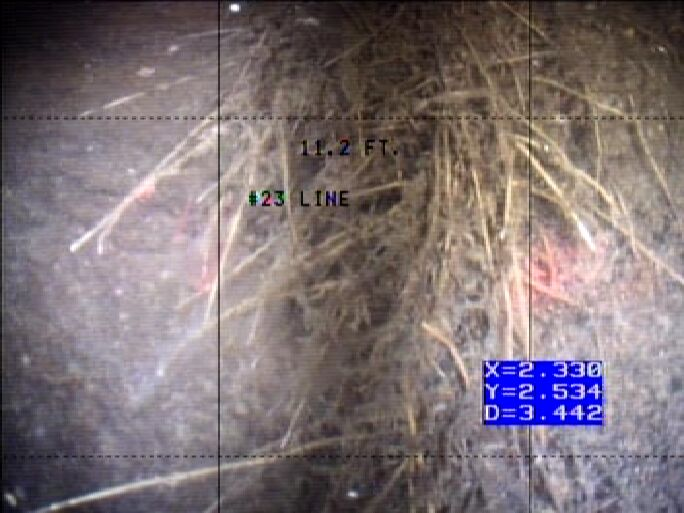 11.2 FT.
#23 LINE
X=2.330
Y=2.534
D=3.442